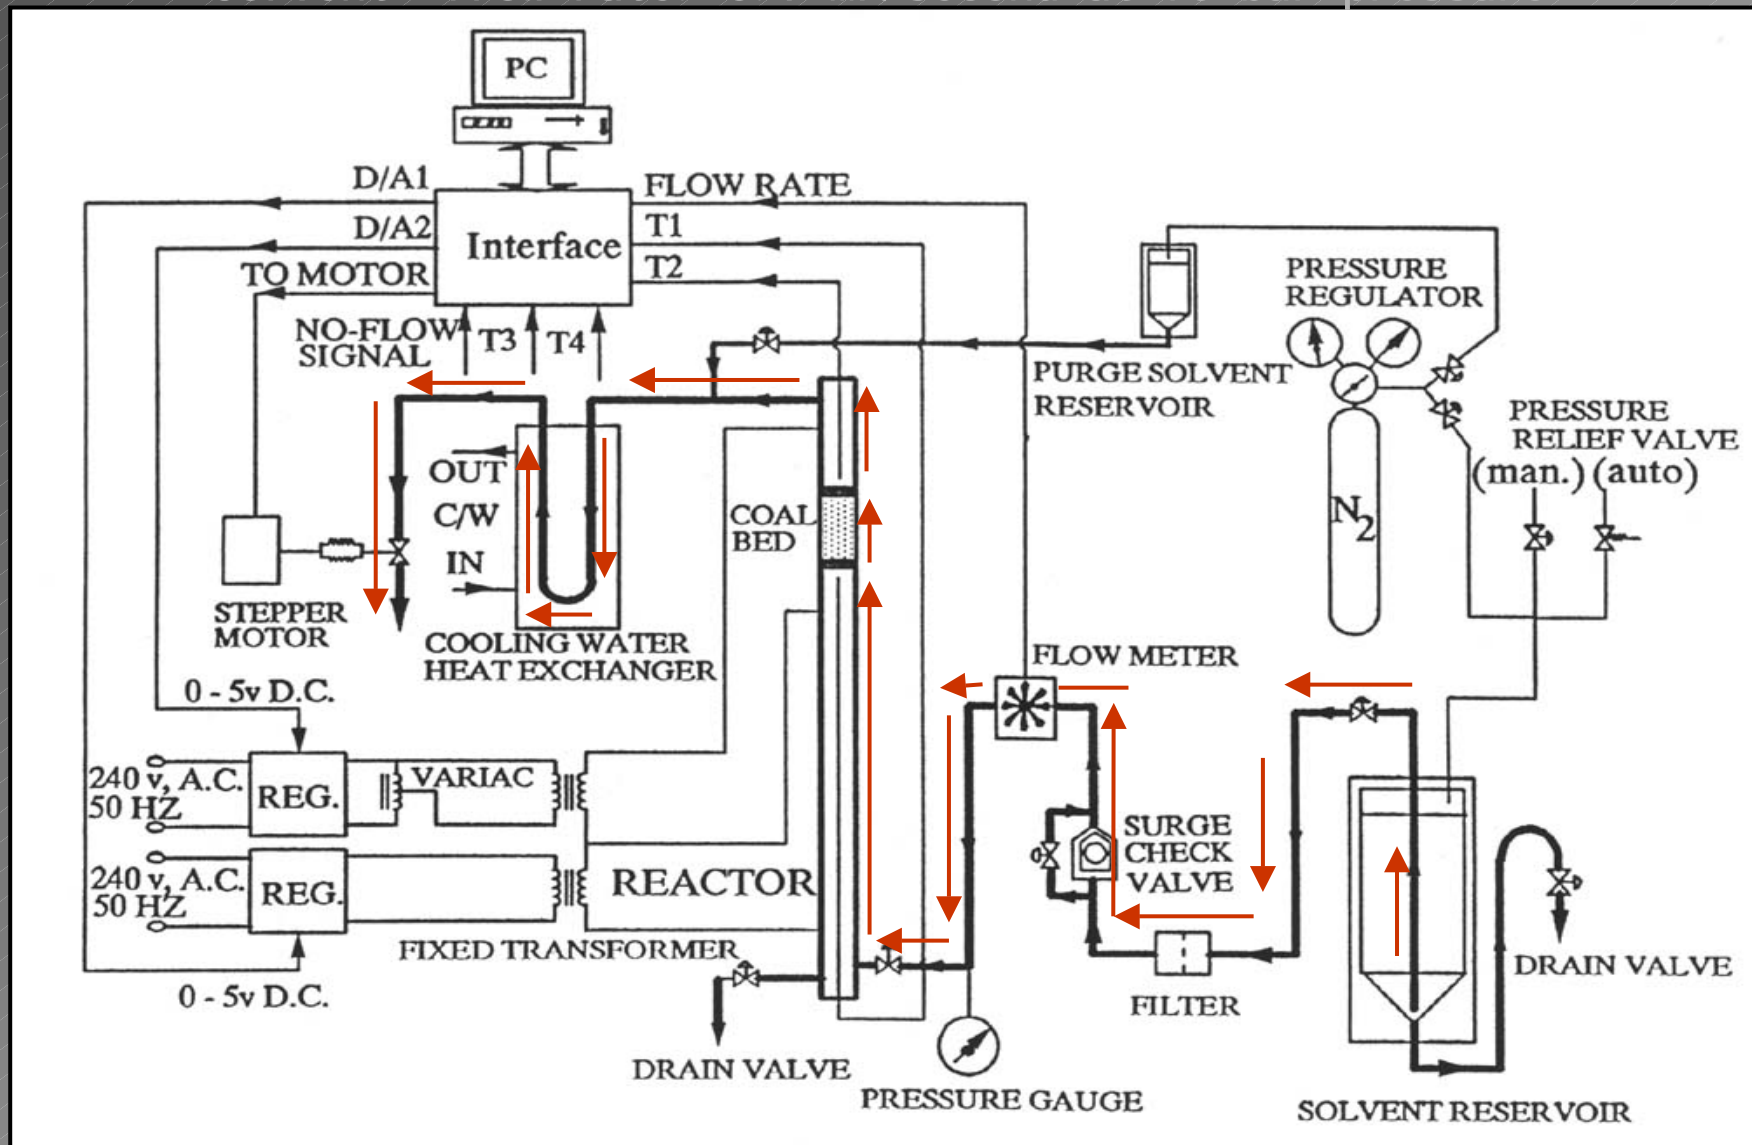 PC
D/A1
FLOW RATE
D/A2
T1
Interface
TO MOTOR
T2
NO-FLOW
SIGNAL
T3
T4
PRESSURE
REGULATOR
PURGE SOLVENT
RESERVOIR
PRESSURE
RELIEF VALVE
(man.) (auto)
OUT
C/W
IN
COAL
BED
N2
STEPPER
MOTOR
COOLING WATER
HEAT EXCHANGER
FLOW METER
0 - 5v D.C.
240 v, A.C.
50 HZ
REG.
VARIAC
SURGE
CHECK
VALVE
240 v, A.C.
50 HZ
REG.
REACTOR
FIXED TRANSFORMER
0 - 5v D.C.
DRAIN VALVE
FILTER
DRAIN VALVE
PRESSURE GAUGE
SOLVENT RESERVOIR